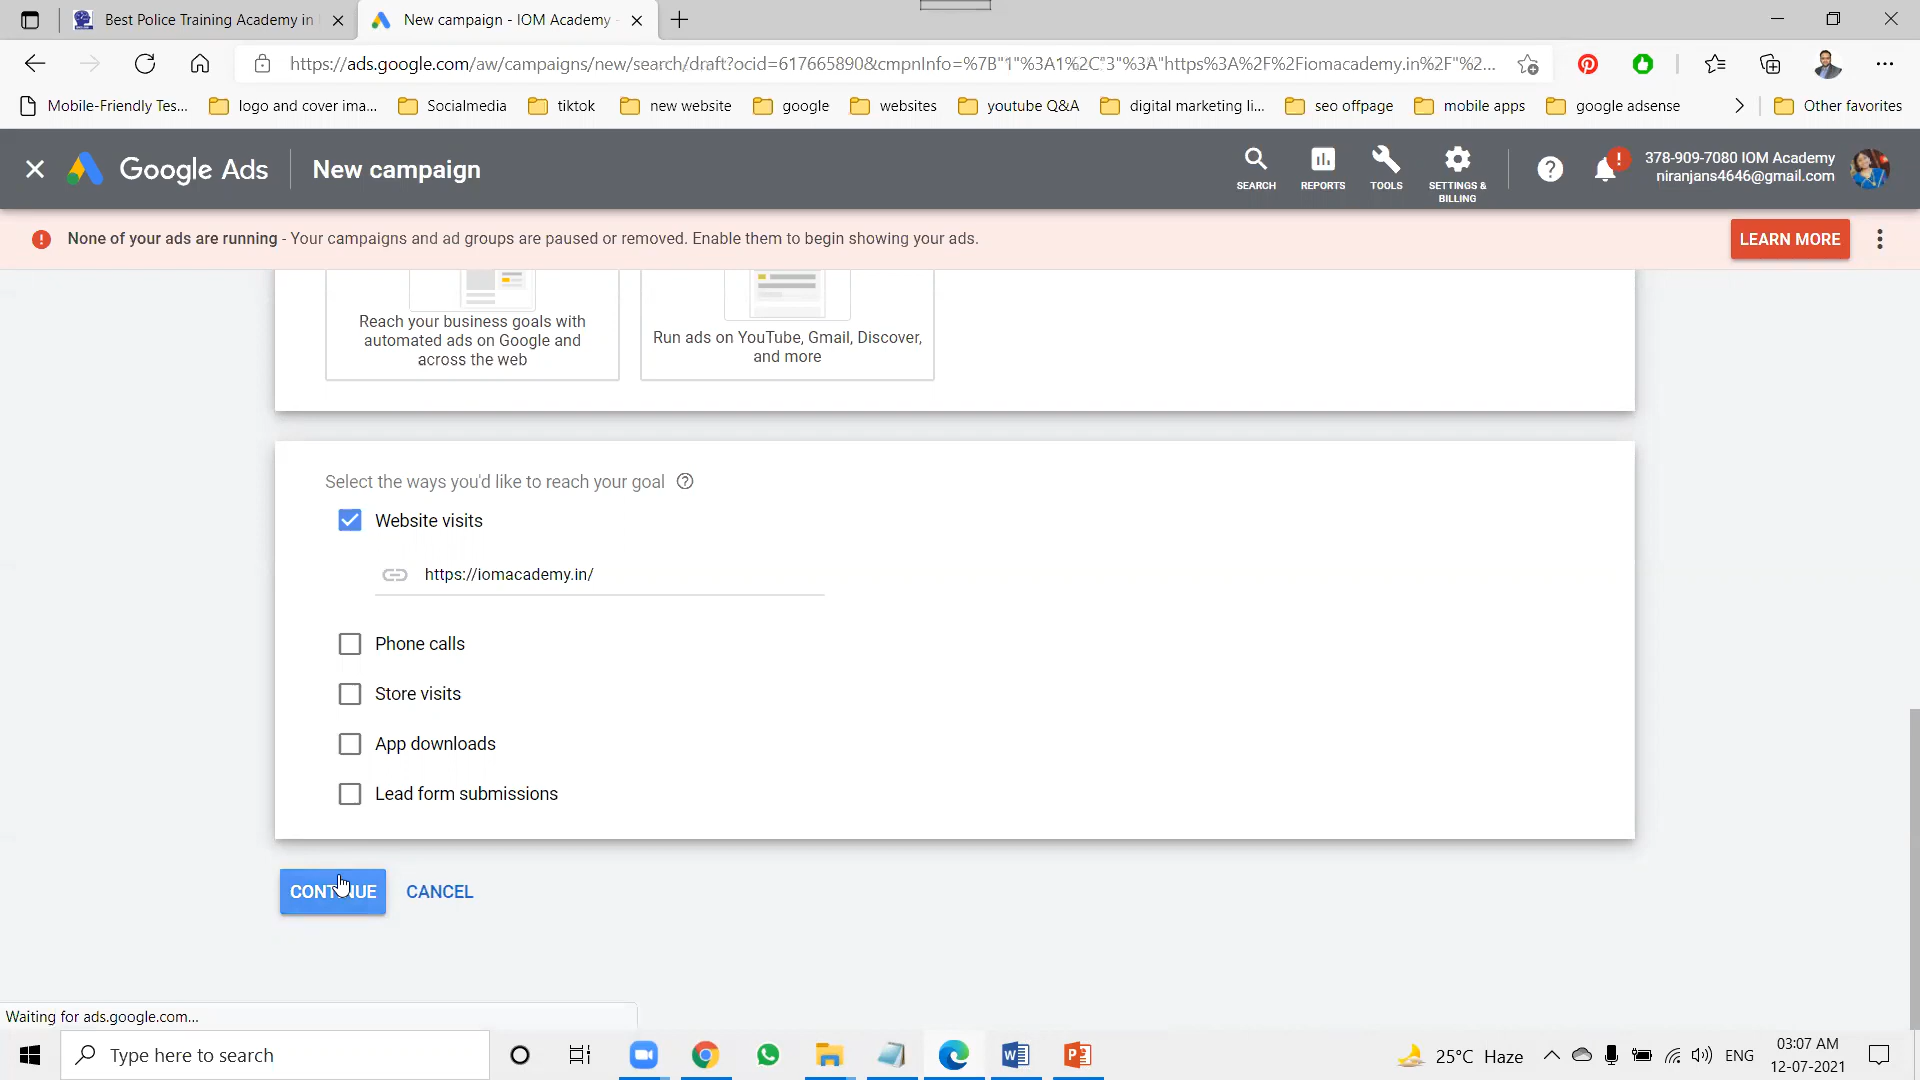 Best Police Training Academy in
New campaign - IOM Academy -
https://ads.google.com/aw/campaigns/new/search/draft?ocid=617665890&cmpnInfo=%7B"1"%3A1%2C"3"%3A"https%3A%2F%2Fiomacademy.in%2F"%2...
Mobile-Friendly Tes...
logo and cover ima...
Socialmedia
tiktok
new website
google
websites
youtube Q&A
digital marketing li...
seo offpage
mobile apps
google adsense
Other favorites
Google Ads
New campaign
SEARCH
REPORTS
TOOLS
SETTINGS &
BILLING
378-909-7080 IOM Academy
niranjans4646@gmail.com
None of your ads are running - Your campaigns and ad groups are paused or removed. Enable them to begin showing your ads.
LEARN MORE
Reach your business goals with
automated ads on Google and
across the web
Run ads on YouTube, Gmail, Discover,
and more
Select the ways you'd like to reach your goal
Website visits
https://iomacademy.in/
Phone calls
Store visits
App downloads
Lead form submissions
CONTINUE
CANCEL
Waiting for ads.google.com...
Type here to search
25°C Haze
ENG
03:07 AM
12-07-2021